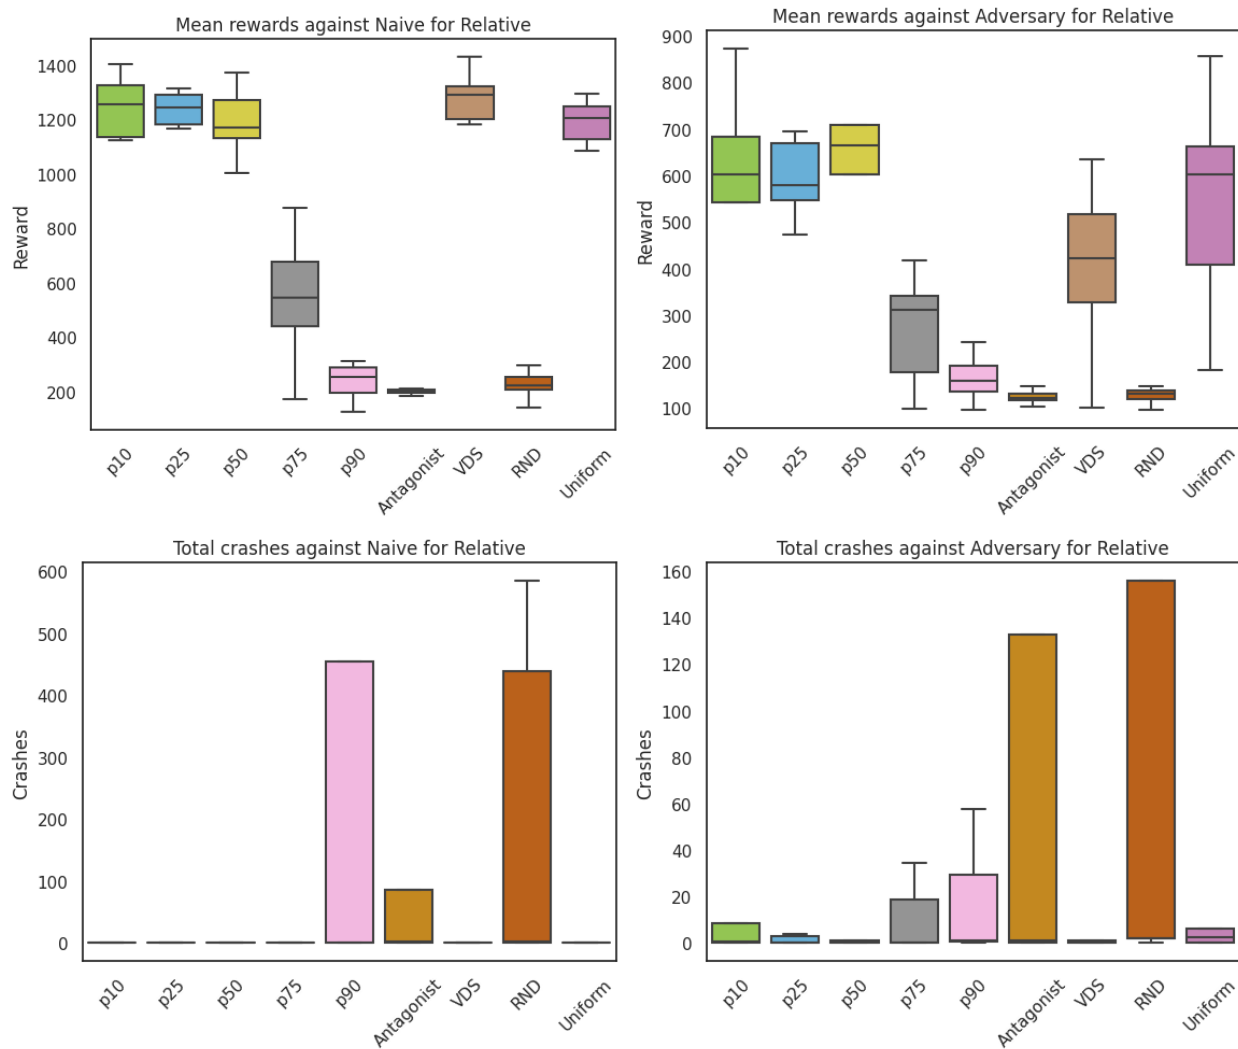 Mean rewards against Naive for Relative
1400
1200
1000
800
600
400
200
Reward
p10
p25
p50
p75
p90
Antagonist
VDS
RND
Uniform
Mean rewards against Adversary for Relative
900
800
700
600
500
400
300
200
100
Reward
p10
p25
p50
p75
p90
Antagonist
VDS
RND
Uniform
Total crashes against Naive for Relative
600
500
400
300
200
100
0
Crashes
p10
p25
p50
p75
p90
Antagonist
VDS
RND
Uniform
Total crashes against Adversary for Relative
160
140
120
100
80
60
40
20
0
Crashes
p10
p25
p50
p75
p90
Antagonist
VDS
RND
Uniform